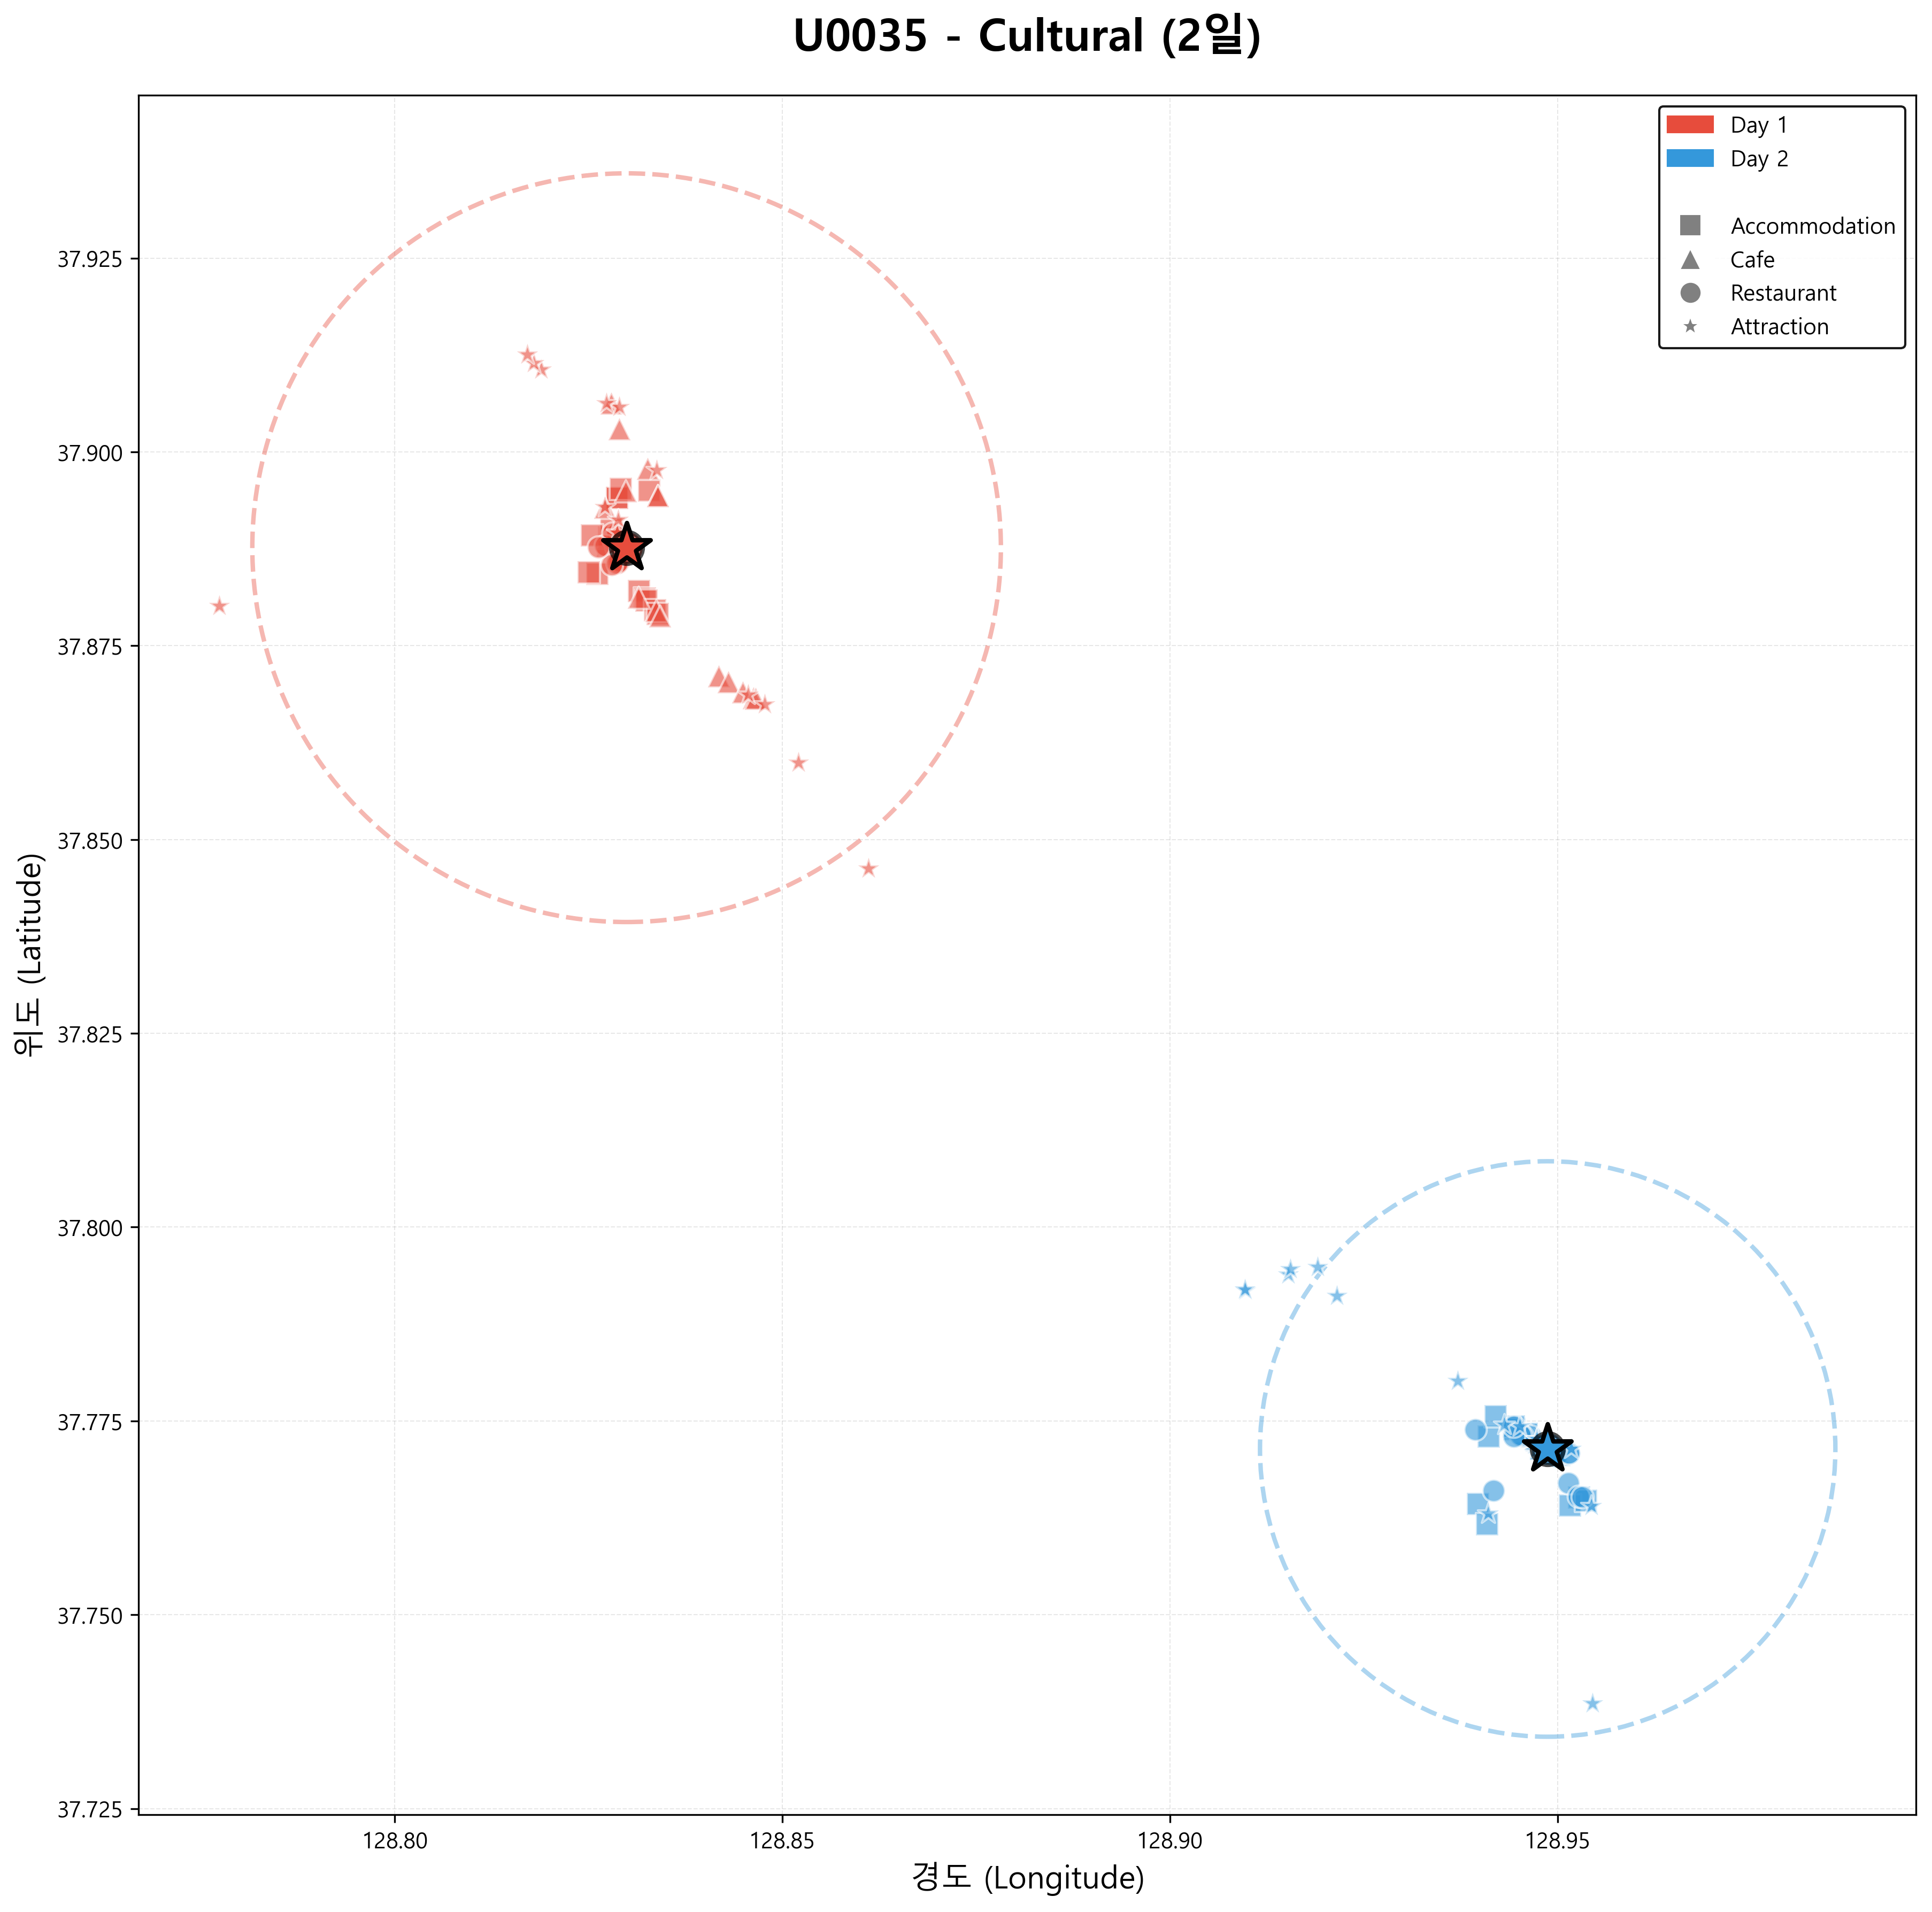 U0035 - Cultural (2일)
Day 1
Day 2
Accommodation
Cafe
Restaurant
Attraction
37.925
37.900
37.875
37.850
37.825
37.800
37.775
37.750
37.725
위도 (Latitude)
128.80
128.85
128.90
128.95
경도 (Longitude)